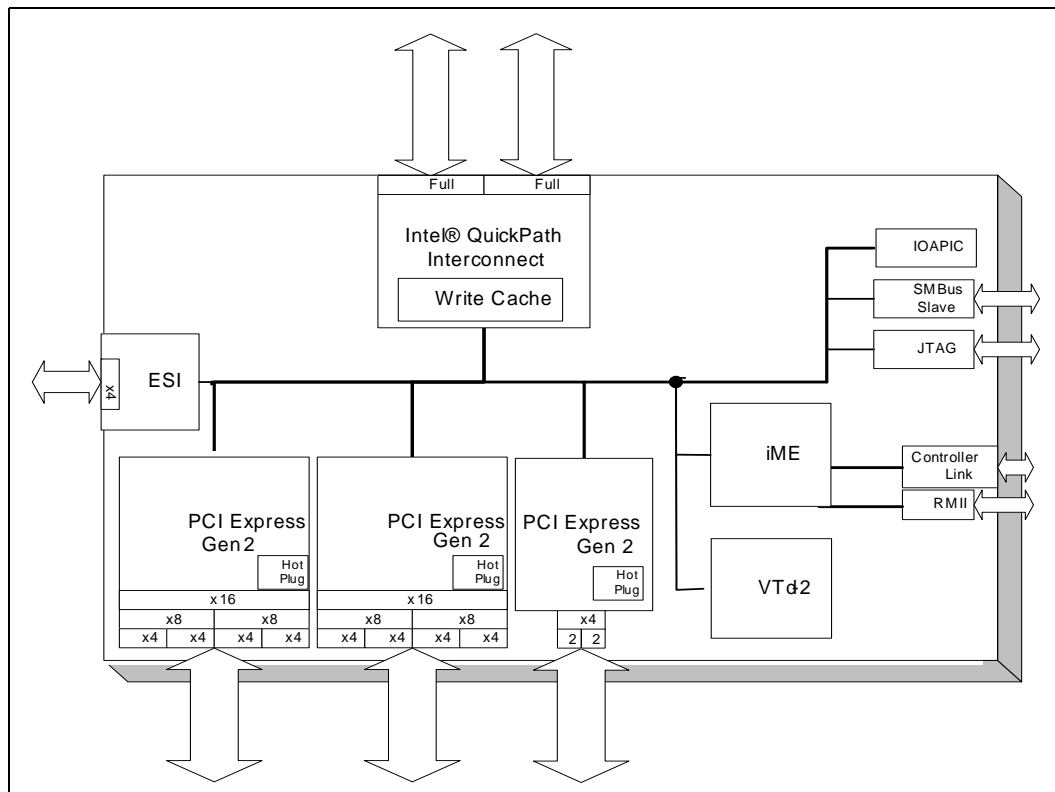 Full Full
Intel® QuickPath
Interconnect
Write Cache
IOAPIC
SMBus
Slave
JTAG
ESI
x4
iME
Controller
Link
RMII
VTd-2
PCI Express
Gen2
Hot
Plug
x16
x8 x8
x4 x4 x4 x4
PCI Express
Gen 2
Hot
Plug
x16
x8 x8
x4 x4 x4 x4
PCI Express
Gen 2
Hot
Plug
x4
2 2